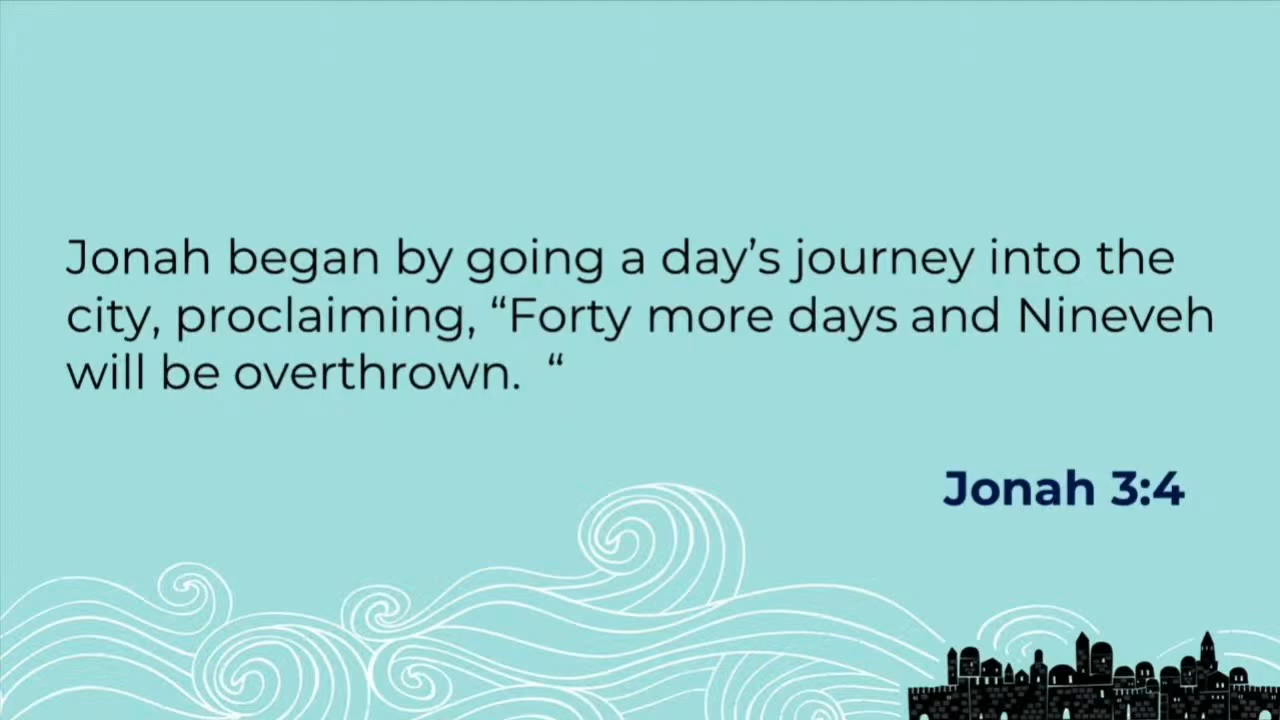 Jonah began by going a day’s journey into the
city, proclaiming, “Forty more days and Nineveh
will be overthrown.  “
Jonah 3:4